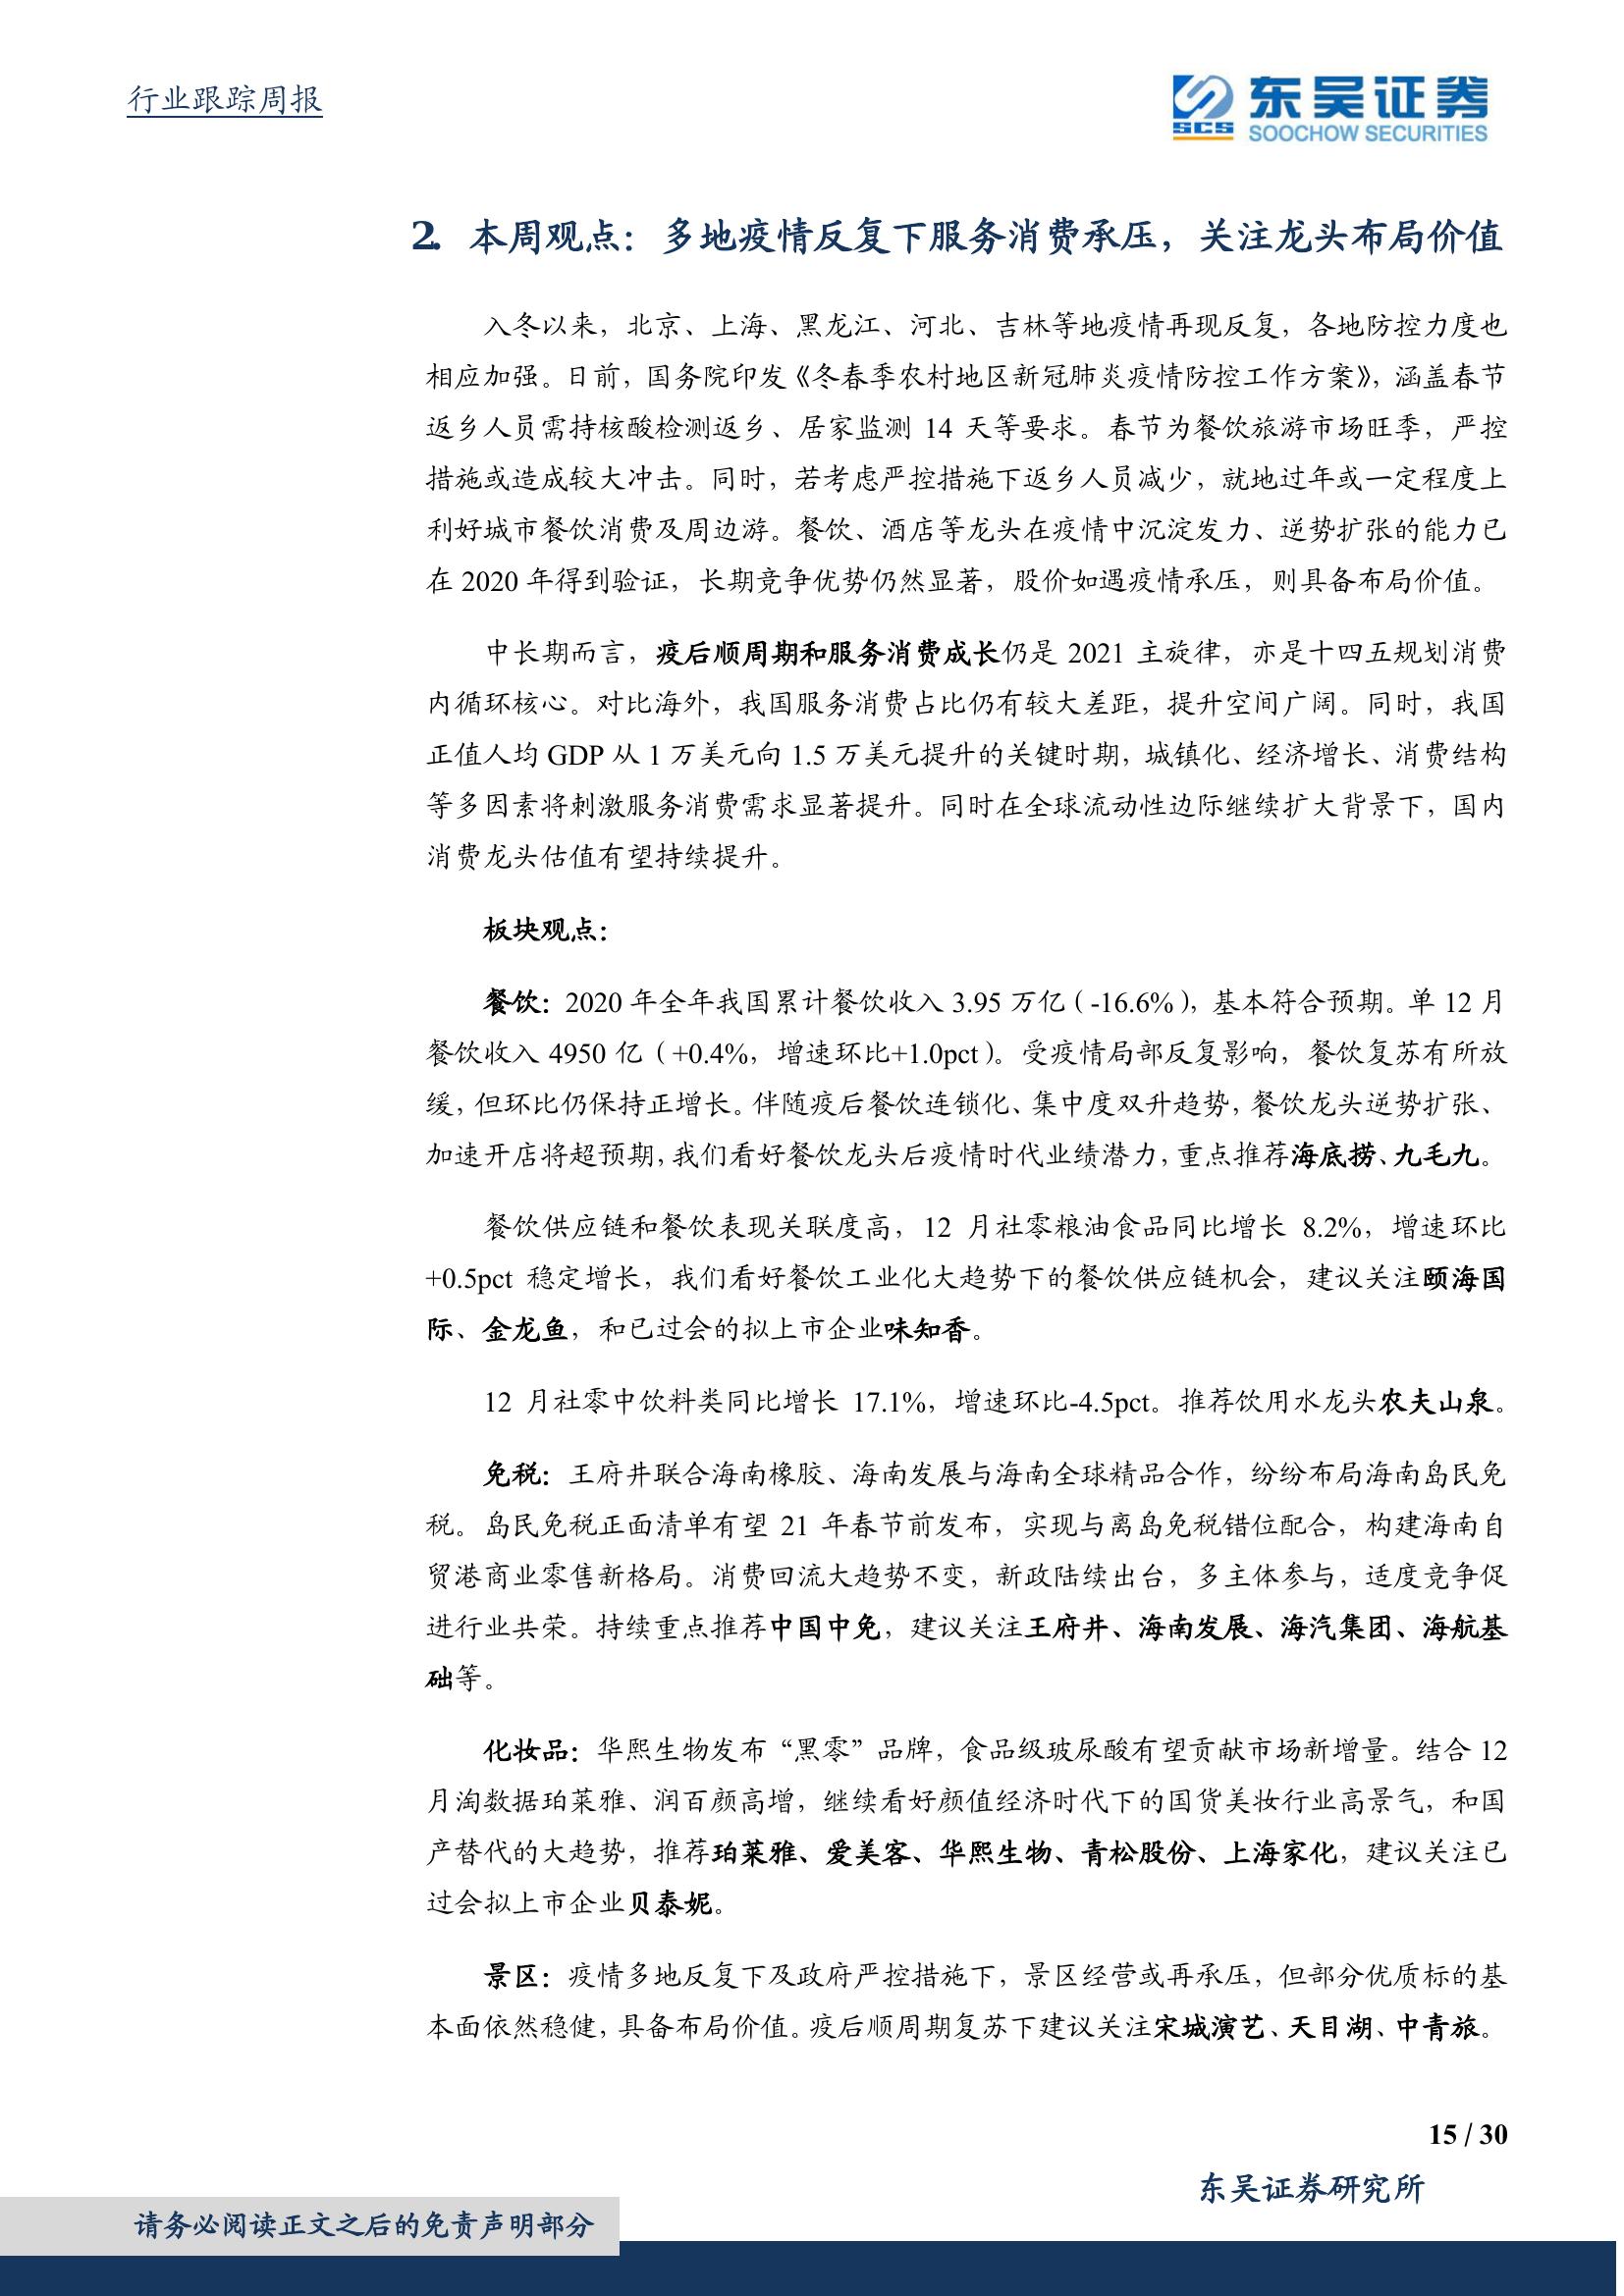 行业跟踪周报
东吴证券
SCS
SOOCHOW SECURITIES
2. 本周观点：多地疫情反复下服务消费承压，关注龙头布局价值
入冬以来，北京、上海、黑龙江、河北、吉林等地疫情再现反复，各地防控力度也
相应加强。日前，国务院印发《冬春季农村地区新冠肺炎疫情防控工作方案》，涵盖春节
返乡人员需持核酸检测返乡、居家监测 14 天等要求。春节为餐饮旅游市场旺季，严控
措施或造成较大冲击。同时，若考虑严控措施下返乡人员减少，就地过年或一定程度上
利好城市餐饮消费及周边游。餐饮、酒店等龙头在疫情中沉淀发力、逆势扩张的能力已
在 2020 年得到验证，长期竞争优势仍然显著，股价如遇疫情承压，则具备布局价值。
中长期而言，疫后顺周期和服务消费成长仍是 2021 主旋律，亦是十四五规划消费
内循环核心。对比海外，我国服务消费占比仍有较大差距，提升空间广阔。同时，我国
正值人均 GDP 从 1 万美元向 1.5 万美元提升的关键时期，城镇化、经济增长、消费结构
等多因素将刺激服务消费需求显著提升。同时在全球流动性边际继续扩大背景下，国内
消费龙头估值有望持续提升。
板块观点：
餐饮：2020 年全年我国累计餐饮收入 3.95 万亿（-16.6%），基本符合预期。单 12 月
餐饮收入 4950 亿（+0.4%，增速环比+1.0pct）。受疫情局部反复影响，餐饮复苏有所放
缓，但环比仍保持正增长。伴随疫后餐饮连锁化、集中度双升趋势，餐饮龙头逆势扩张、
加速开店将超预期，我们看好餐饮龙头后疫情时代业绩潜力，重点推荐海底捞、九毛九。
餐饮供应链和餐饮表现关联度高，12 月社零粮油食品同比增长 8.2%，增速环比
+0.5pct 稳定增长，我们看好餐饮工业化大趋势下的餐饮供应链机会，建议关注颐海国
际、金龙鱼，和已过会的拟上市企业味知香。
12 月社零中饮料类同比增长 17.1%，增速环比-4.5pct。推荐饮用水龙头农夫山泉。
免税：王府井联合海南橡胶、海南发展与海南全球精品合作，纷纷布局海南岛民免
税。岛民免税正面清单有望 21 年春节前发布，实现与离岛免税错位配合，构建海南自
贸港商业零售新格局。消费回流大趋势不变，新政陆续出台，多主体参与，适度竞争促
进行业共荣。持续重点推荐中国中免，建议关注王府井、海南发展、海汽集团、海航基
础等。
化妆品：华熙生物发布“黑零”品牌，食品级玻尿酸有望贡献市场新增量。结合 12
月淘数据珀莱雅、润百颜高增，继续看好颜值经济时代下的国货美妆行业高景气，和国
产替代的大趋势，推荐珀莱雅、爱美客、华熙生物、青松股份、上海家化，建议关注已
过会拟上市企业贝泰妮。
景区：疫情多地反复下及政府严控措施下，景区经营或再承压，但部分优质标的基
本面依然稳健，具备布局价值。疫后顺周期复苏下建议关注宋城演艺、天目湖、中青旅。
15 / 30
东吴证券研究所
请务必阅读正文之后的免责声明部分